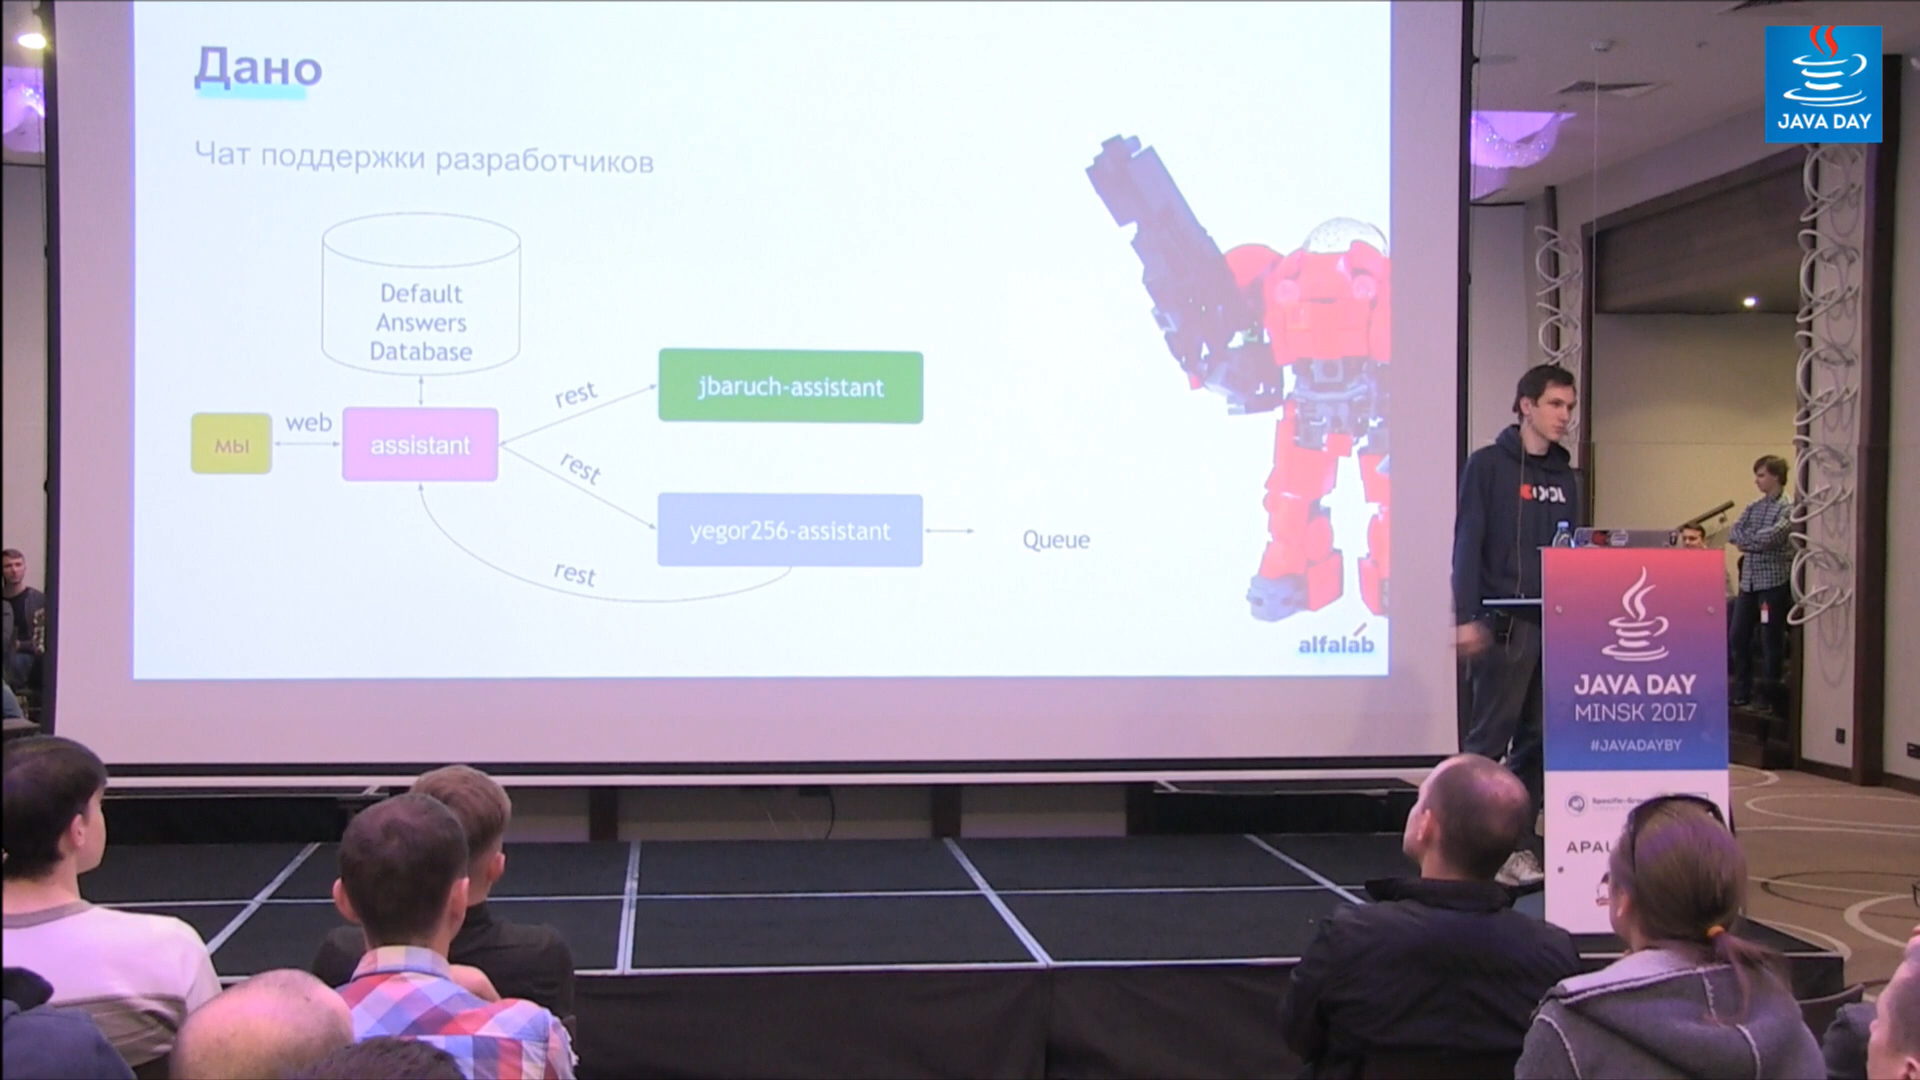 Дано
Чат поддержки разработчиков
Default
Answers
Database
мы
web
assistant
rest
jbaruch-assistant
rest
yegor256-assistant
Queue
rest
alfalab
JAVA DAY
COOL
JAVA DAY
MINSK 2017
#JAVADAYBY